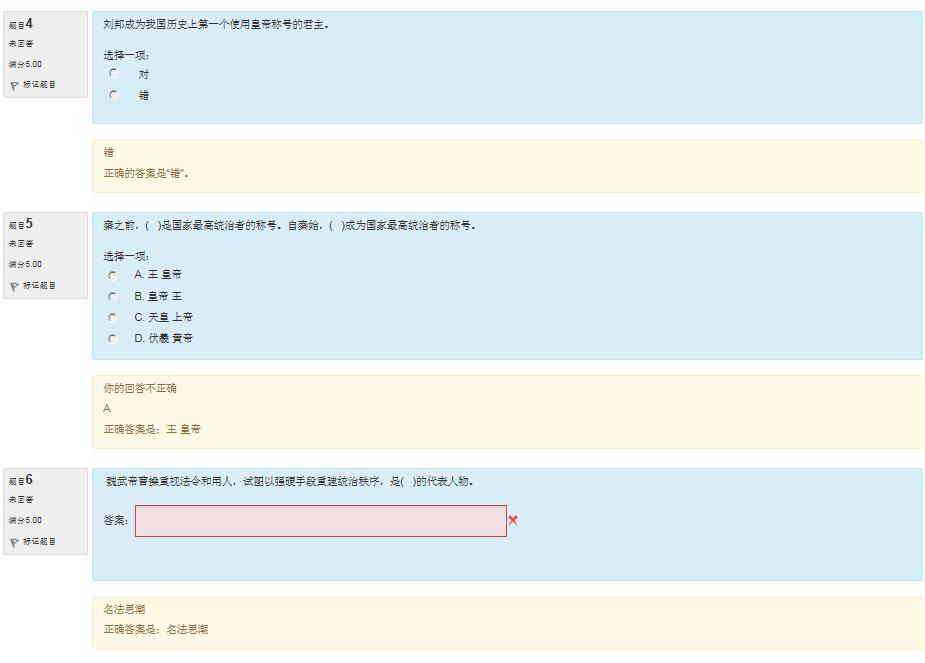 题目4
未回答
满分5.00
标记题目
刘邦成为我国历史上第一个使用皇帝称号的君主。
选择一项:
对
错
错
正确的答案是“错”。
题目5
未回答
满分5.00
标记题目
秦之前,( )是国家最高统治者的称号。自秦始,( )成为国家最高统治者的称号。
选择一项:
A. 王 皇帝
B. 皇帝 王
C. 天皇 上帝
D. 伏羲 黄帝
你的回答不正确
A
正确答案是:王 皇帝
题目6
未回答
满分5.00
标记题目
魏武帝曹操重视法令和用人,试图以强硬手段重建统治秩序,是( )的代表人物。
答案:
名法思潮
正确答案是:名法思潮